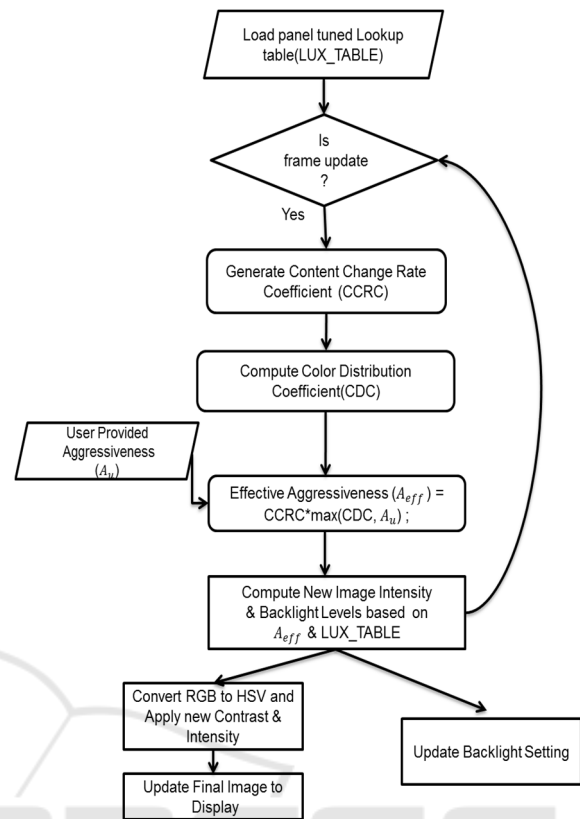 Load panel tuned Lookup
table(LUX_TABLE)
Is
frame update
?
Yes
Generate Content Change Rate
Coefficient (CCRC)
Compute Color Distribution
Coefficient(CDC)
User Provided
Aggressiveness
(A_u)
Effective Aggressiveness (A_eff) =
CCRC*max(CDC, A_u) ;
Compute New Image Intensity
& Backlight Levels based on
A_eff & LUX_TABLE
Convert RGB to HSV and
Apply new Contrast &
Intensity
Update Backlight Setting
Update Final Image to
Display